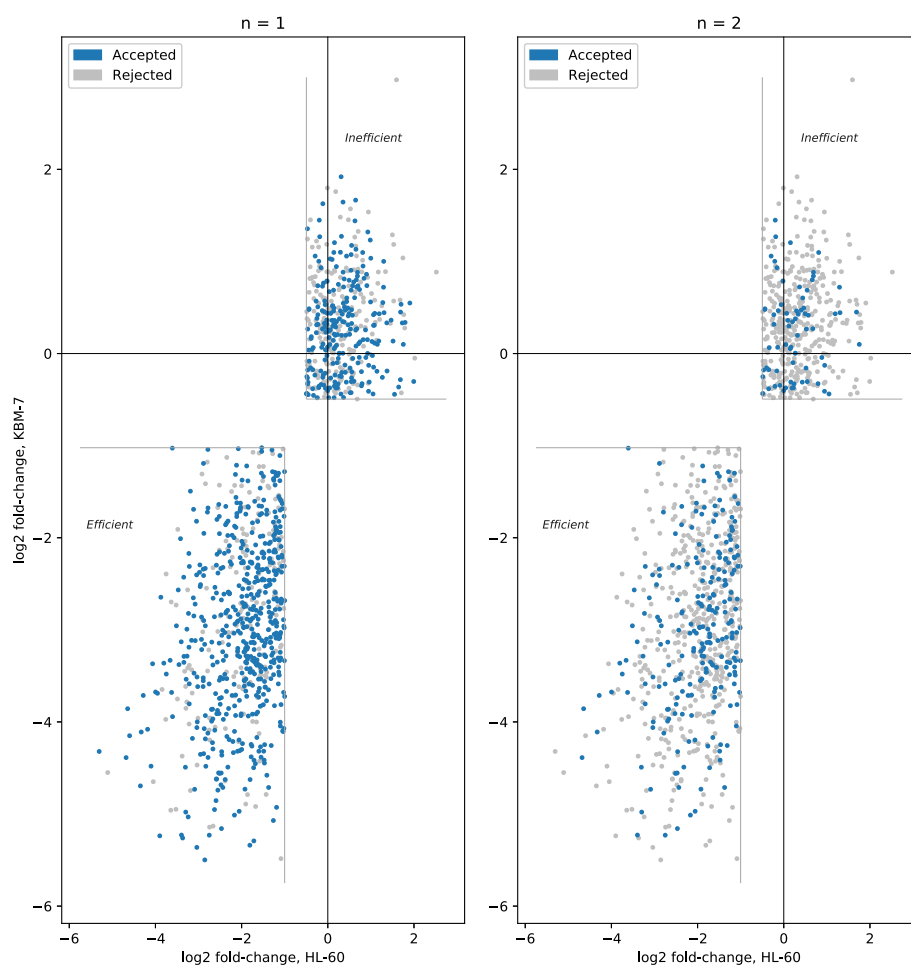 n = 1
Accepted
Rejected
Inefficient
Efficient
2
0
−2
−4
−6
log2 fold-change, KBM-7
−6
−4
−2
0
2
log2 fold-change, HL-60
n = 2
Accepted
Rejected
Inefficient
Efficient
2
0
−2
−4
−6
−6
−4
−2
0
2
log2 fold-change, HL-60